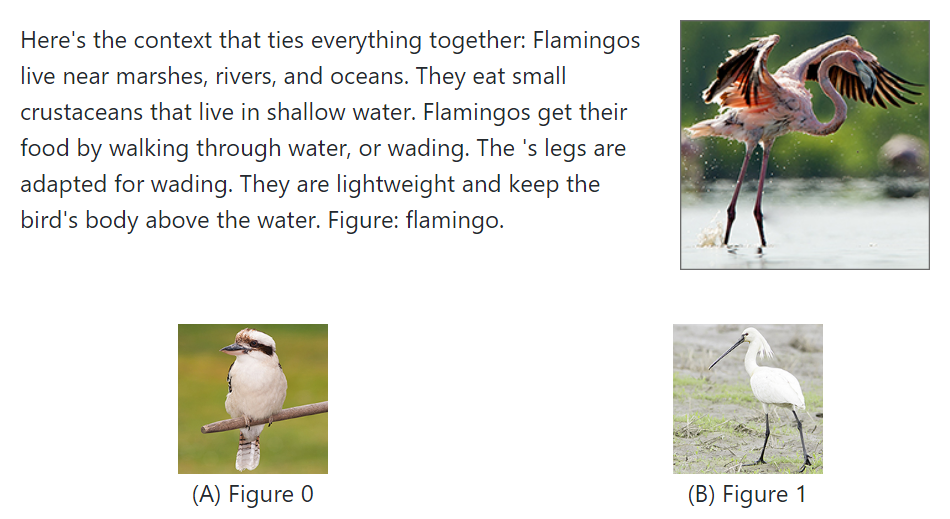 Here's the context that ties everything together: Flamingos
live near marshes, rivers, and oceans. They eat small
crustaceans that live in shallow water. Flamingos get their
food by walking through water, or wading. The 's legs are
adapted for wading. They are lightweight and keep the
bird's body above the water. Figure: flamingo.
(A) Figure 0
(B) Figure 1